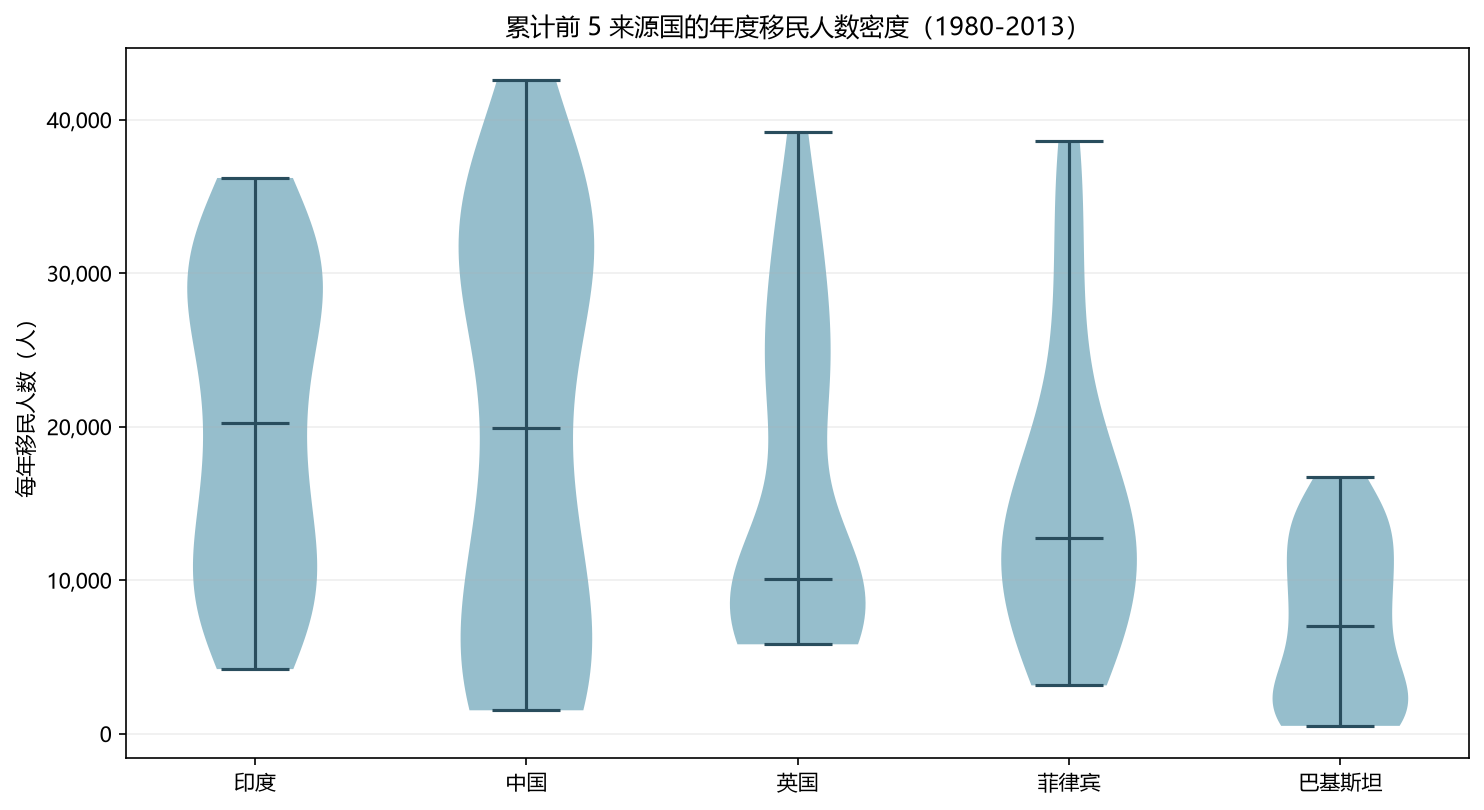 累计前 5 来源国的年度移民人数密度（1980-2013）
每年移民人数（人）
40,000
30,000
20,000
10,000
0
印度
中国
英国
菲律宾
巴基斯坦